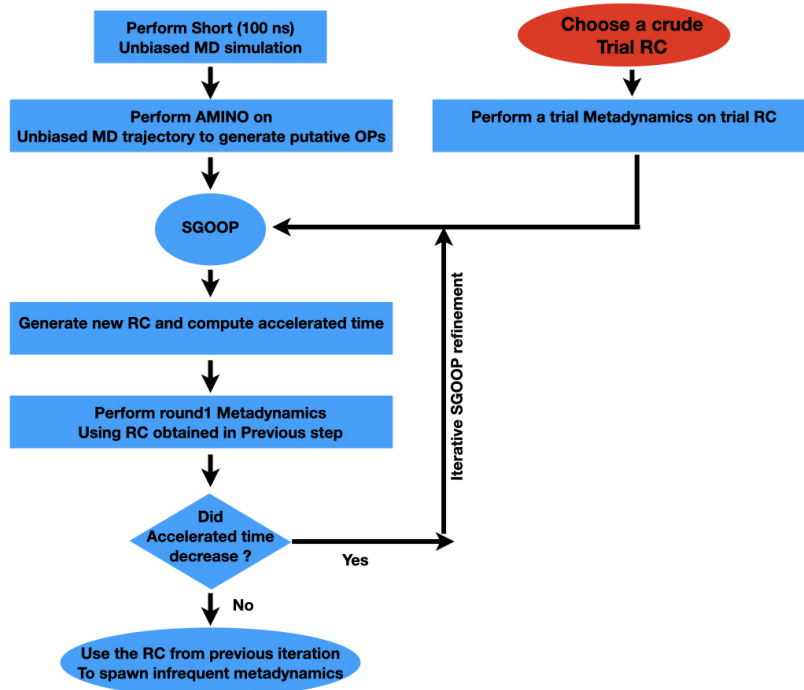 Perform Short (100 ns)
Unbiased MD simulation
Choose a crude
Trial RC
Perform AMINO on
Unbiased MD trajectory to generate putative OPs
Perform a trial Metadynamics on trial RC
SGOOP
Generate new RC and compute accelerated time
Iterative SGOOP refinement
Perform round1 Metadynamics
Using RC obtained in Previous step
Did
Accelerated time
decrease ?
Yes
No
Use the RC from previous iteration
To spawn infrequent metadynamics